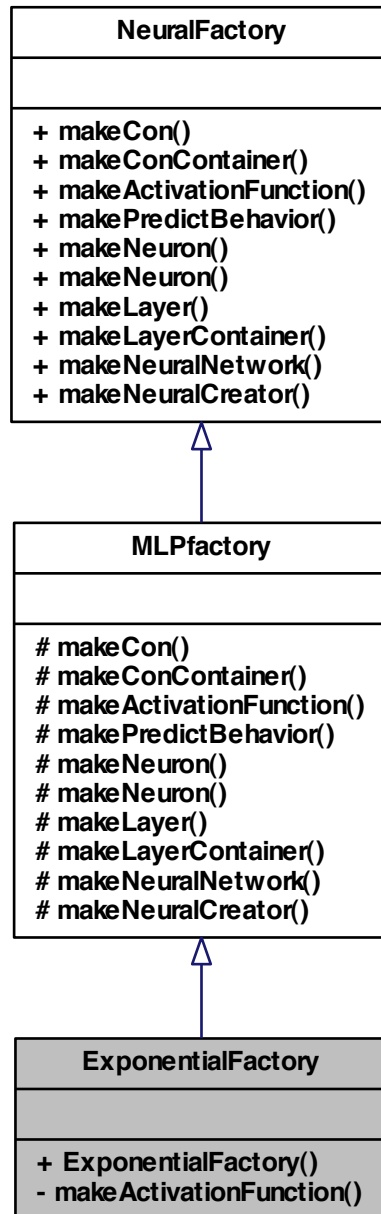 NeuralFactory
+ makeCon()
+ makeConContainer()
+ makeActivationFunction()
+ makePredictBehavior()
+ makeNeuron()
+ makeNeuron()
+ makeLayer()
+ makeLayerContainer()
+ makeNeuralNetwork()
+ makeNeuralCreator()
MLPfactory
# makeCon()
# makeConContainer()
# makeActivationFunction()
# makePredictBehavior()
# makeNeuron()
# makeNeuron()
# makeLayer()
# makeLayerContainer()
# makeNeuralNetwork()
# makeNeuralCreator()
ExponentialFactory
+ ExponentialFactory()
- makeActivationFunction()